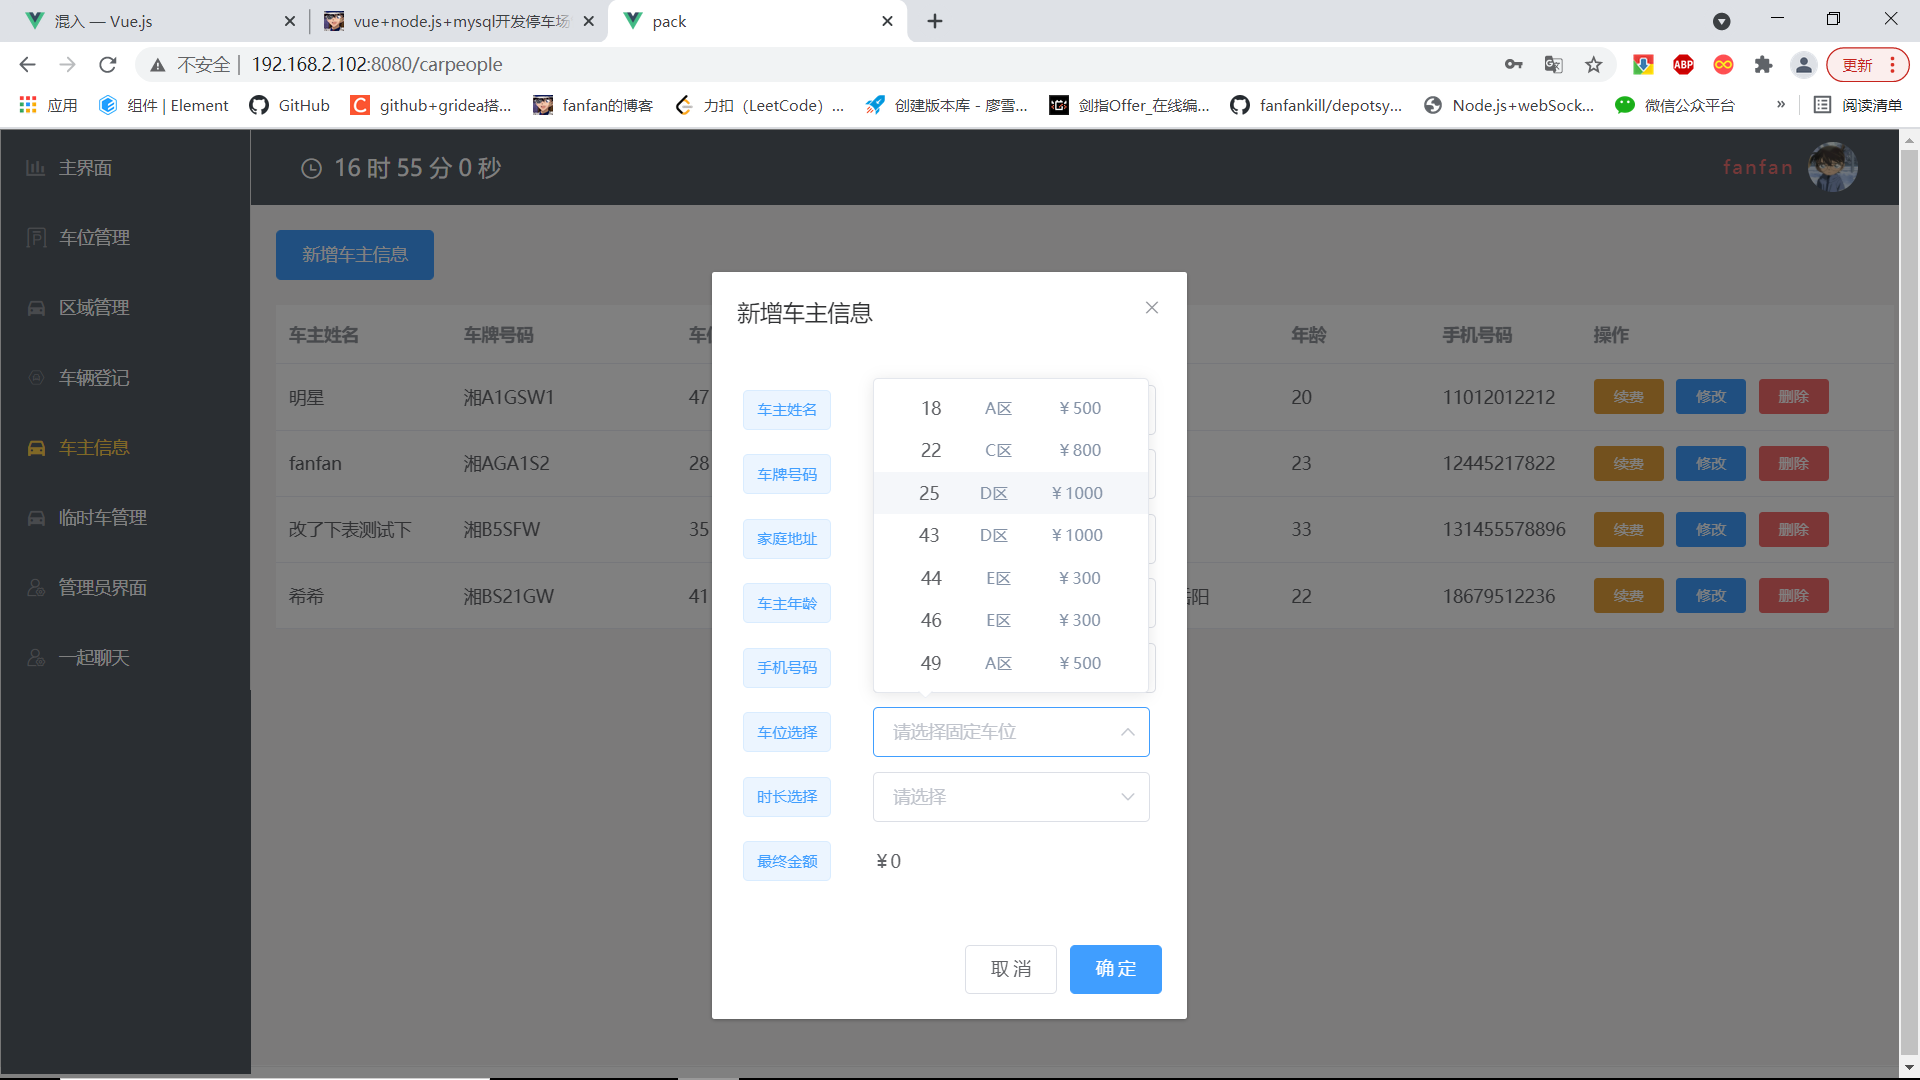 混入 — Vue.js
vue+node.js+mysql开发停车场
pack
不安全 | 192.168.2.102:8080/carpeople
更新
应用
组件 | Element
GitHub
github+gridea搭...
fanfan的博客
力扣（LeetCode）...
创建版本库 - 廖雪...
剑指Offer_在线编...
fanfankill/depotsy...
Node.js+webSock...
微信公众平台
»
阅读清单
主界面
车位管理
区域管理
车辆登记
车主信息
临时车管理
管理员界面
一起聊天
16 时 55 分 0 秒
fanfan
新增车主信息
车主姓名 车牌号码 年龄 手机号码 操作
明星 湘A1GSW1 47 20 11012012212 续费 修改 删除
fanfan 湘AGA1S2 28 23 12445217822 续费 修改 删除
改了下表测试下 湘B5SFW 35 33 131455578896 续费 修改 删除
希希 湘BS21GW 41 岳阳 22 18679512236 续费 修改 删除
新增车主信息
车主姓名
车牌号码
家庭地址
车主年龄
手机号码
18 A区 ¥500
22 C区 ¥800
25 D区 ¥1000
43 D区 ¥1000
44 E区 ¥300
46 E区 ¥300
49 A区 ¥500
车位选择 请选择固定车位
时长选择 请选择
最终金额 ¥0
取 消
确 定
ABP